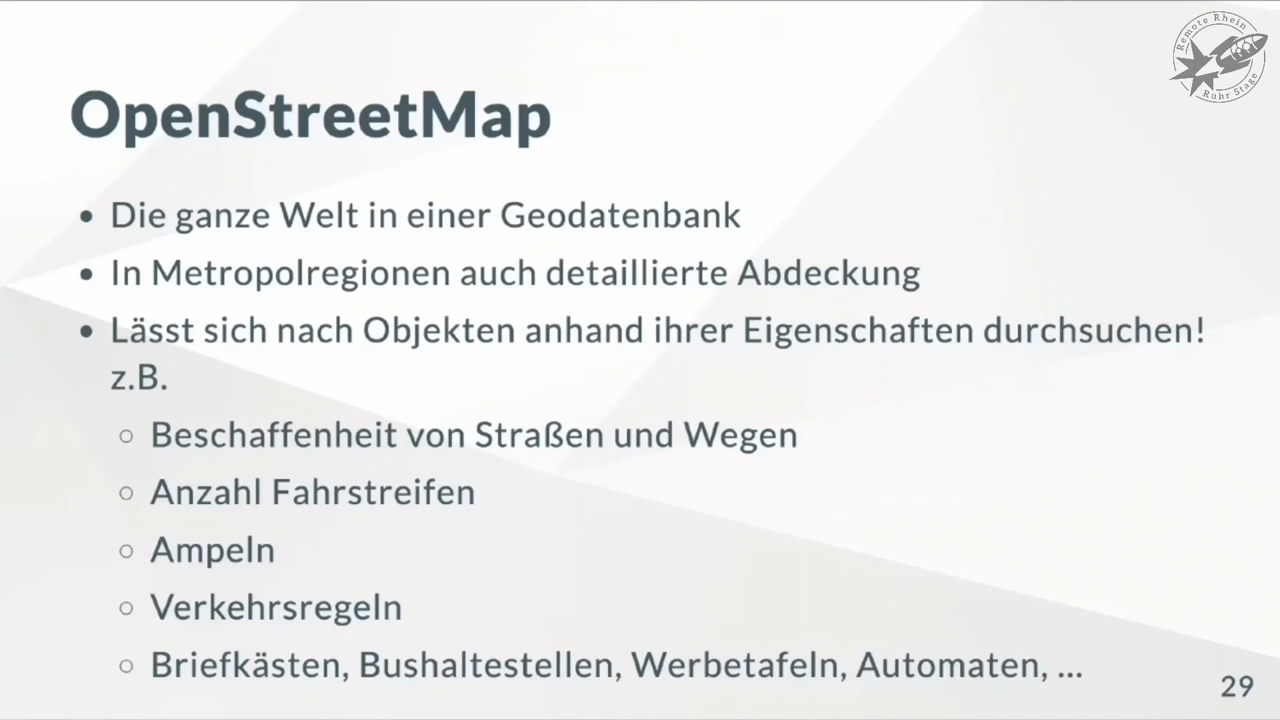 Remote Rhein
Ruhr Stage
OpenStreetMap
• Die ganze Welt in einer Geodatenbank
• In Metropolregionen auch detaillierte Abdeckung
• Lässt sich nach Objekten anhand ihrer Eigenschaften durchsuchen!
z.B.
○ Beschaffenheit von Straßen und Wegen
○ Anzahl Fahrstreifen
○ Ampeln
○ Verkehrsregeln
○ Briefkästen, Bushaltestellen, Werbetafeln, Automaten, ...
29